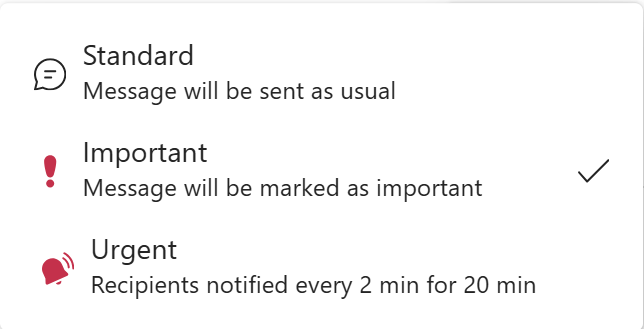 Standard
Message will be sent as usual
Important
Message will be marked as important
Urgent
Recipients notified every 2 min for 20 min